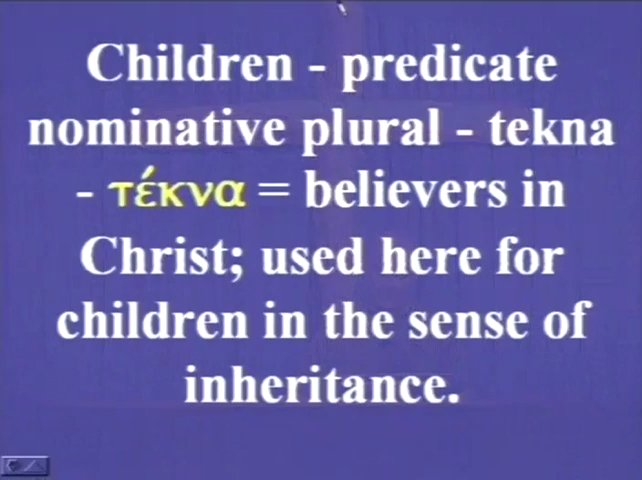 Children - predicate
nominative plural - tekna
- τέκνα = believers in
Christ; used here for
children in the sense of
inheritance.